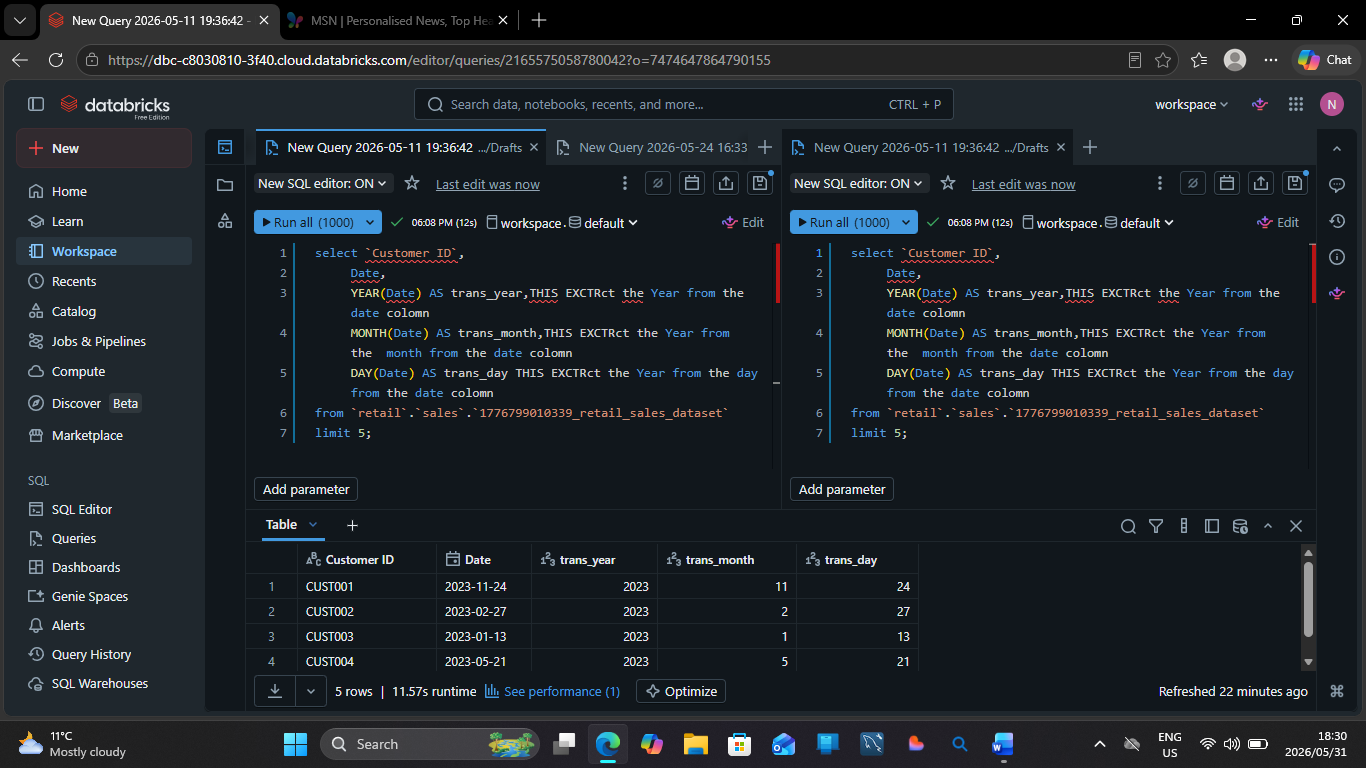 New Query 2026-05-11 19:36:42 -
MSN | Personalised News, Top Hea
https://dbc-c8030810-3f40.cloud.databricks.com/editor/queries/2165575058780042?o=7474647864790155
Chat
databricks
Free Edition
Search data, notebooks, recents, and more...
CTRL + P
workspace
N
New
Home
Learn
Workspace
Recents
Catalog
Jobs & Pipelines
Compute
Discover Beta
Marketplace
SQL
SQL Editor
Queries
Dashboards
Genie Spaces
Alerts
Query History
SQL Warehouses
New Query 2026-05-11 19:36:42 .../Drafts
New Query 2026-05-24 16:33
New SQL editor: ON
Last edit was now
Run all (1000)
06:08 PM (12s)
workspace.
default
Edit
1 select `Customer ID`,
2 Date,
3 YEAR(Date) AS trans_year,THIS EXCTRct the Year from the
date colomn
4 MONTH(Date) AS trans_month,THIS EXCTRct the Year from
the month from the date colomn
5 DAY(Date) AS trans_day THIS EXCTRct the Year from the day
from the date column
6 from `retail`.`sales`.`1776799010339_retail_sales_dataset`
7 limit 5;
Add parameter
New Query 2026-05-11 19:36:42 .../Drafts
New SQL editor: ON
Last edit was now
Run all (1000)
06:08 PM (12s)
workspace.
default
Edit
1 select `Customer ID`,
2 Date,
3 YEAR(Date) AS trans_year,THIS EXCTRct the Year from the
date colomn
4 MONTH(Date) AS trans_month,THIS EXCTRct the Year from
the month from the date colomn
5 DAY(Date) AS trans_day THIS EXCTRct the Year from the day
from the date column
6 from `retail`.`sales`.`1776799010339_retail_sales_dataset`
7 limit 5;
Add parameter
Table
Customer ID Date trans_year trans_month trans_day
1 CUST001 2023-11-24 2023 11 24
2 CUST002 2023-02-27 2023 2 27
3 CUST003 2023-01-13 2023 1 13
4 CUST004 2023-05-21 2023 5 21
5 rows | 11.57s runtime
See performance (1)
Optimize
Refreshed 22 minutes ago
11°C
Mostly cloudy
Search
ENG
US
18:30
2026/05/31